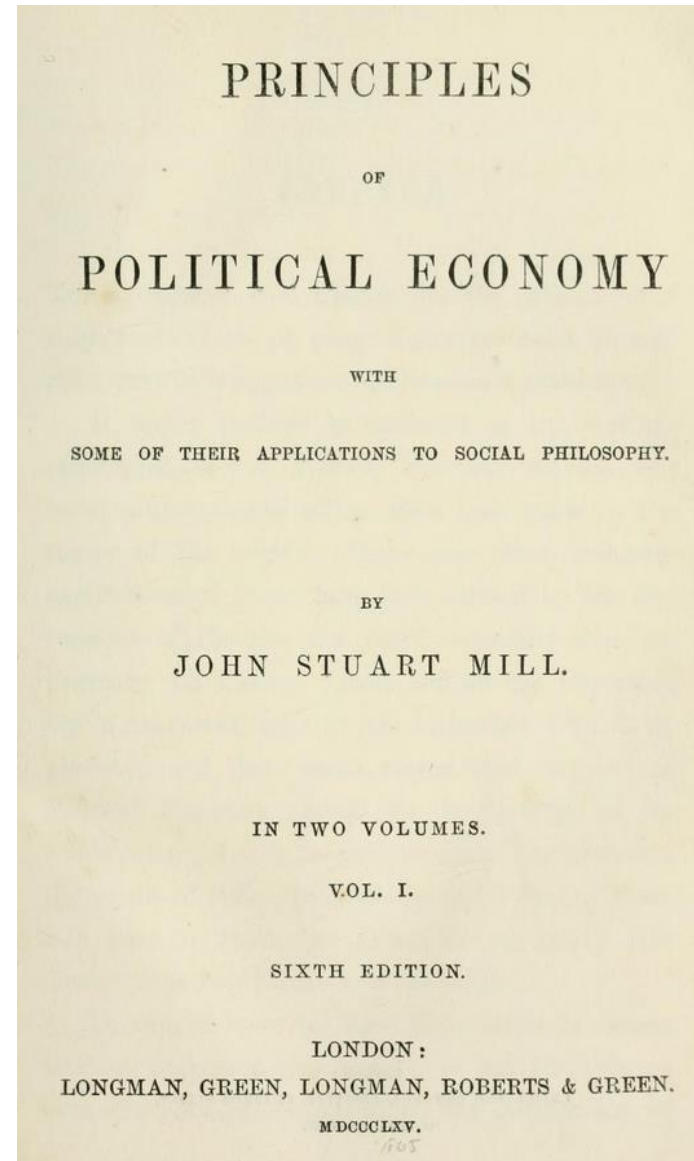 PRINCIPLES
OF
POLITICAL ECONOMY
WITH
SOME OF THEIR APPLICATIONS TO SOCIAL PHILOSOPHY.
BY
JOHN STUART MILL.
IN TWO VOLUMES.
VOL. I.
SIXTH EDITION.
LONDON:
LONGMAN, GREEN, LONGMAN, ROBERTS & GREEN.
MDCCCLXV.
1865